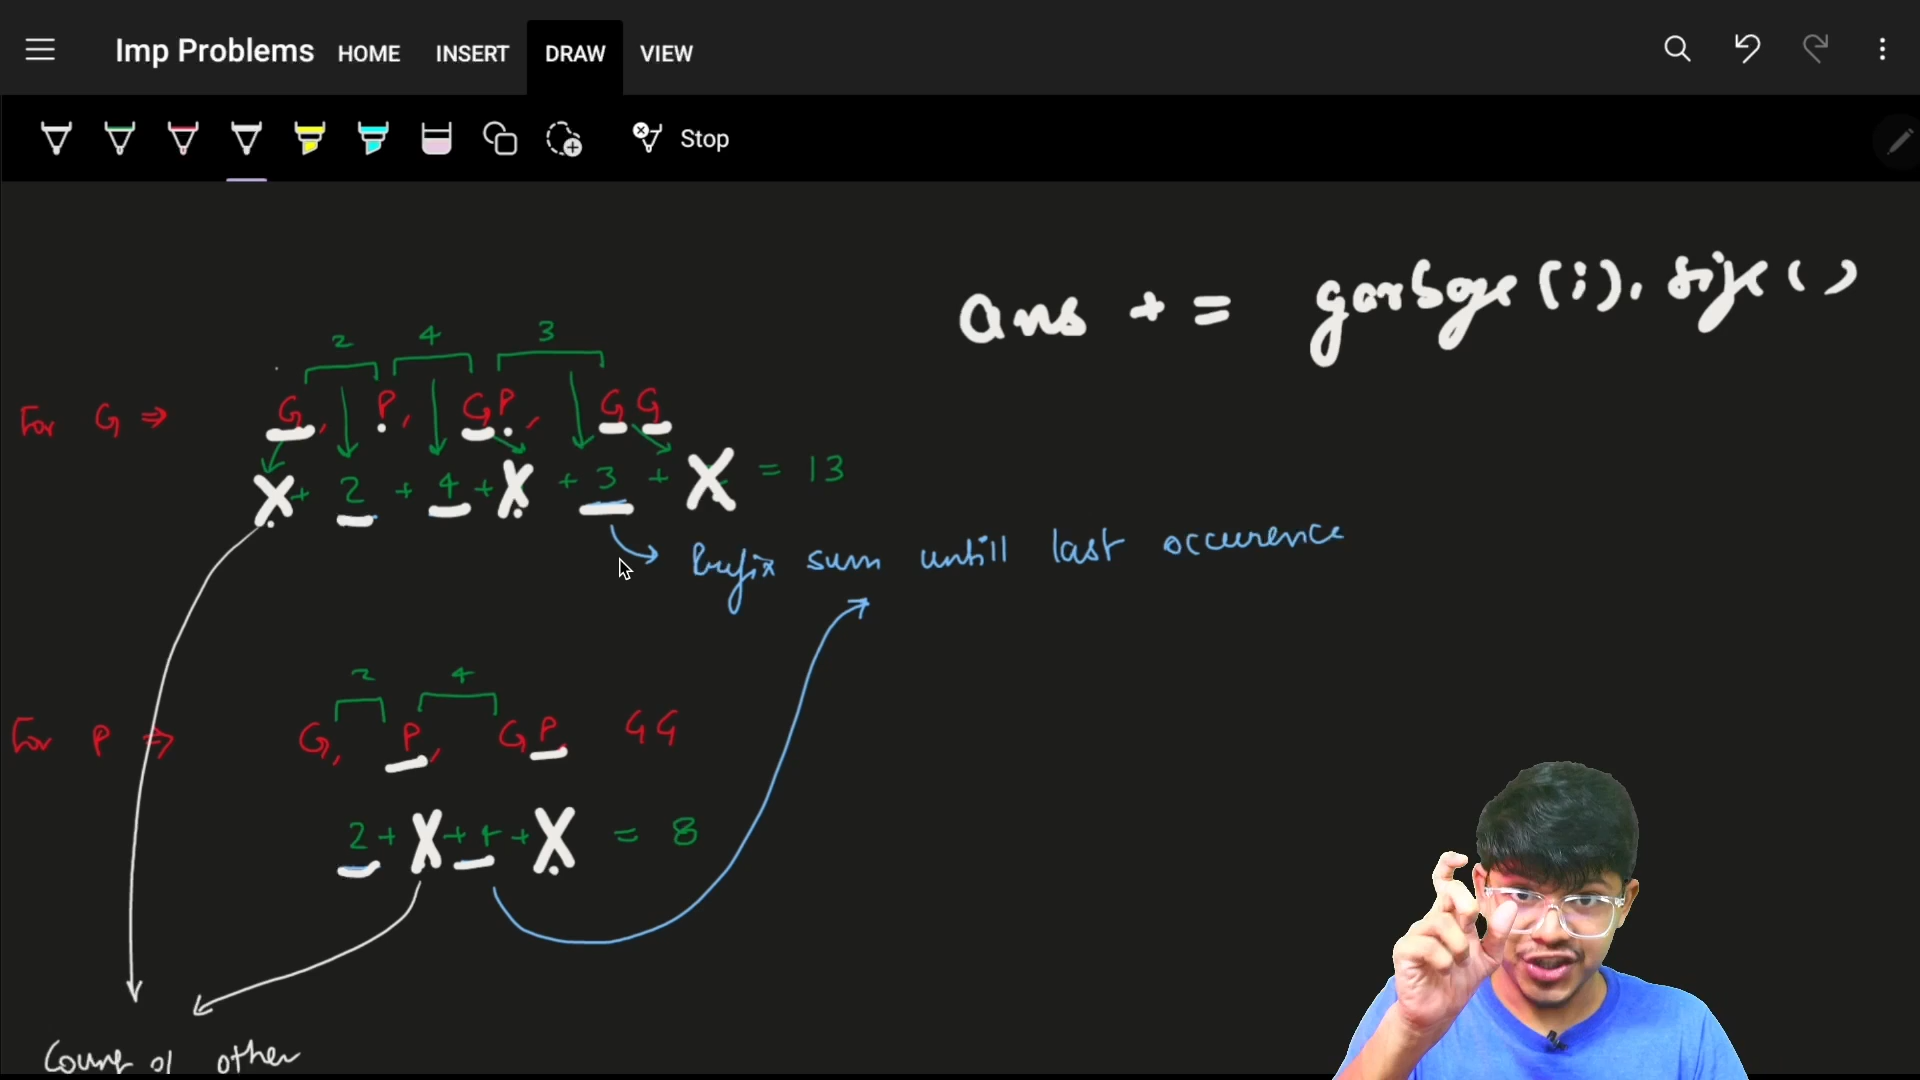 Imp Problems HOME INSERT DRAW VIEW
Stop
ans += garbage(i).size()
2 4 3
For G ⇒ G, P, GP, GG
X + 2 + 4 + X + 3 + X = 13
Prefix sum untill last occurence
2 4
For P ⇒ G, P, GP, GG
2 + X + 4 + X = 8
Count of other